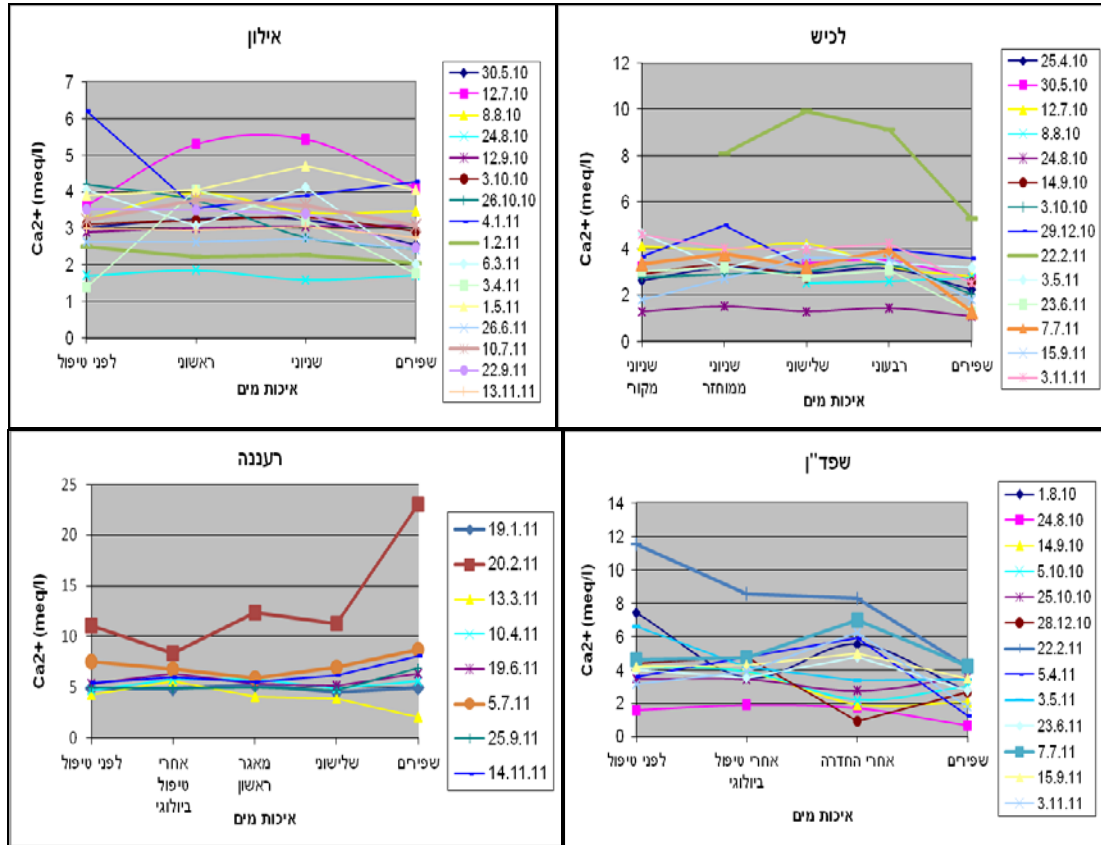 אילון
Ca2+ (meq/l)
7
6
5
4
3
2
1
0
לפני טיפול
ראשוני
שניוני
שפירים
איכות מים
30.5.10
12.7.10
8.8.10
24.8.10
12.9.10
3.10.10
26.10.10
4.1.11
1.2.11
6.3.11
3.4.11
1.5.11
26.6.11
10.7.11
22.9.11
13.11.11
לכיש
Ca2+ (meq/l)
12
10
8
6
4
2
0
שניוני
מקורי
שניוני
ממוחזר
שלישוני
רבעוני
שפירים
איכות מים
25.4.10
30.5.10
12.7.10
8.8.10
24.8.10
14.9.10
3.10.10
29.12.10
22.2.11
3.5.11
23.6.11
7.7.11
15.9.11
3.11.11
רעננה
Ca2+ (meq/l)
25
20
15
10
5
0
לפני טיפול
אחרי
טיפול
ביולוגי
מאגר
ראשון
שלישוני
שפירים
איכות מים
19.1.11
20.2.11
13.3.11
10.4.11
19.6.11
5.7.11
25.9.11
14.11.11
שפד"ן
Ca2+ (meq/l)
14
12
10
8
6
4
2
0
לפני טיפול
אחרי טיפול
ביולוגי
אחרי החדרה
שפירים
איכות מים
1.8.10
24.8.10
14.9.10
5.10.10
25.10.10
28.12.10
22.2.11
5.4.11
3.5.11
23.6.11
7.7.11
15.9.11
3.11.11